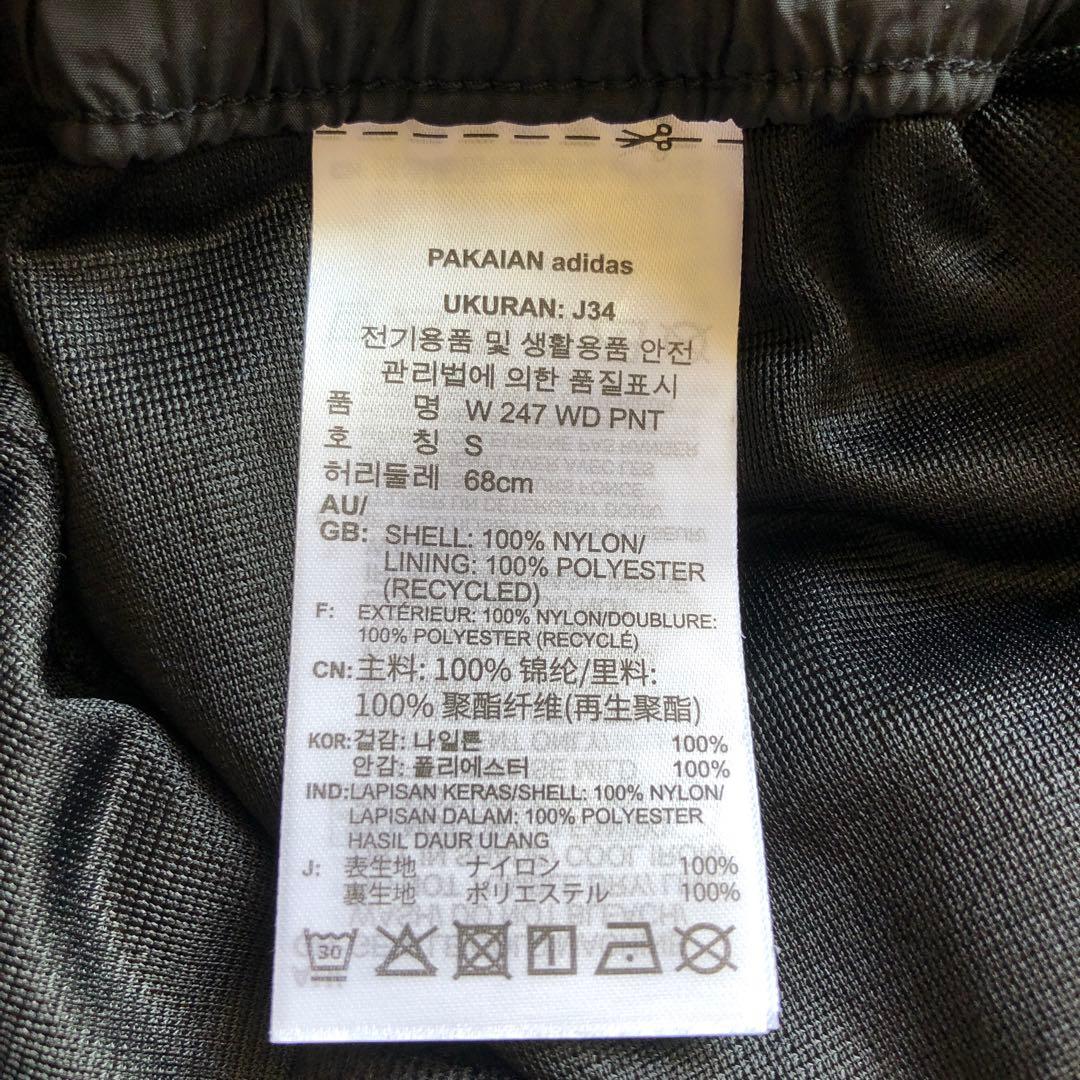 PAKAIAN adidas
UKURAN: J34
전기용품 및 생활용품 안전
관리법에 의한 품질표시
품 명 W 247 WD PNT
호 칭 S
허리둘레 68cm
AU/
GB: SHELL: 100% NYLON/
LINING: 100% POLYESTER
(RECYCLED)
F: EXTÉRIEUR: 100% NYLON/DOUBLURE:
100% POLYESTER (RECYCLÉ)
CN: 主料: 100% 锦纶/里料:
100% 聚酯纤维(再生聚酯)
KOR: 겉감: 나일론 100%
안감: 폴리에스터 100%
IND: LAPISAN KERAS/SHELL: 100% NYLON/
LAPISAN DALAM: 100% POLYESTER
HASIL DAUR ULANG
J: 表生地 ナイロン 100%
裏生地 ポリエステル 100%
30